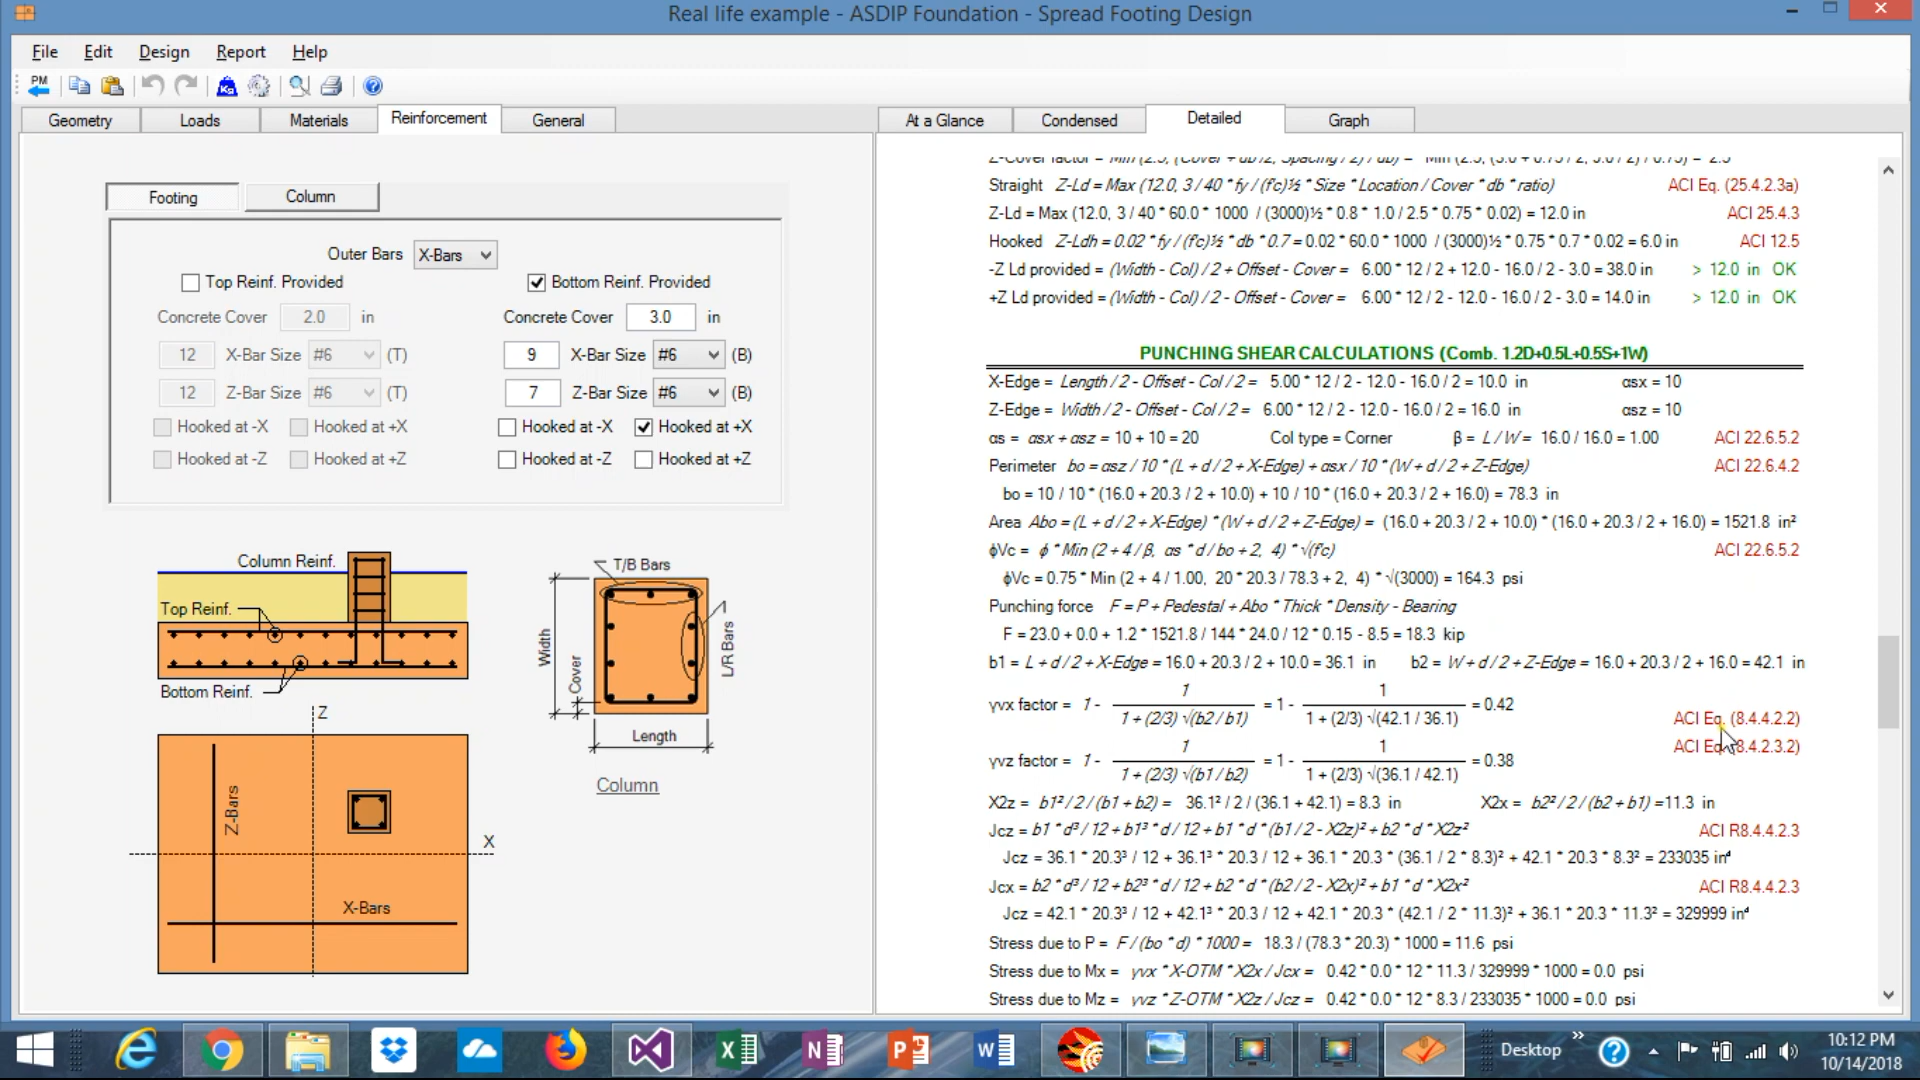 Real life example - ASDIP Foundation - Spread Footing Design
File Edit Design Report Help
PM Kg
Geometry Loads Materials Reinforcement General
At a Glance Condensed Detailed Graph
Footing Column
Outer Bars X-Bars
Top Reinf. Provided Bottom Reinf. Provided
Concrete Cover 2.0 in Concrete Cover 3.0 in
12 X-Bar Size #6 (T) 9 X-Bar Size #6 (B)
12 Z-Bar Size #6 (T) 7 Z-Bar Size #6 (B)
Hooked at -X Hooked at +X Hooked at -X Hooked at +X
Hooked at -Z Hooked at +Z Hooked at -Z Hooked at +Z
Column Reinf.
Top Reinf.
Bottom Reinf.
T/B Bars
L/R Bars
Width
Cover
Length
Column
Z
Z-Bars
X
X-Bars
Z-Cover factor = Min (2.5, (Cover + db/2, Spacing / 2) / db) = Min (2.5, (3.0 + 0.75 / 2, 3.0 / 2) / 0.75) = 2.5
Straight Z-Ld = Max (12.0, 3 / 40 * fy / (f'c)½ * Size * Location / Cover * db * ratio) ACI Eq. (25.4.2.3a)
Z-Ld = Max (12.0, 3 / 40 * 60.0 * 1000 / (3000)½ * 0.8 * 1.0 / 2.5 * 0.75 * 0.02) = 12.0 in ACI 25.4.3
Hooked Z-Ldh = 0.02 * fy / (f'c)½ * db * 0.7 = 0.02 * 60.0 * 1000 / (3000)½ * 0.75 * 0.7 * 0.02 = 6.0 in ACI 12.5
-Z Ld provided = (Width - Col) / 2 + Offset - Cover = 6.00 * 12 / 2 + 12.0 - 16.0 / 2 - 3.0 = 38.0 in > 12.0 in OK
+Z Ld provided = (Width - Col) / 2 - Offset - Cover = 6.00 * 12 / 2 - 12.0 - 16.0 / 2 - 3.0 = 14.0 in > 12.0 in OK
PUNCHING SHEAR CALCULATIONS (Comb. 1.2D+0.5L+0.5S+1W)
X-Edge = Length / 2 - Offset - Col / 2 = 5.00 * 12 / 2 - 12.0 - 16.0 / 2 = 10.0 in αsx = 10
Z-Edge = Width / 2 - Offset - Col / 2 = 6.00 * 12 / 2 - 12.0 - 16.0 / 2 = 16.0 in αsz = 10
αs = αsx + αsz = 10 + 10 = 20 Col type = Corner β = L / W = 16.0 / 16.0 = 1.00 ACI 22.6.5.2
Perimeter bo = αsz / 10 * (L + d / 2 + X-Edge) + αsx / 10 * (W + d / 2 + Z-Edge) ACI 22.6.4.2
bo = 10 / 10 * (16.0 + 20.3 / 2 + 10.0) + 10 / 10 * (16.0 + 20.3 / 2 + 16.0) = 78.3 in
Area Abo = (L + d / 2 + X-Edge) * (W + d / 2 + Z-Edge) = (16.0 + 20.3 / 2 + 10.0) * (16.0 + 20.3 / 2 + 16.0) = 1521.8 in²
ϕVc = ϕ * Min (2 + 4 / β, αs * d / bo + 2, 4) * √(f'c) ACI 22.6.5.2
ϕVc = 0.75 * Min (2 + 4 / 1.00, 20 * 20.3 / 78.3 + 2, 4) * √(3000) = 164.3 psi
Punching force F = P + Pedestal + Abo * Thick * Density - Bearing
F = 23.0 + 0.0 + 1.2 * 1521.8 / 144 * 24.0 / 12 * 0.15 - 8.5 = 18.3 kip
b1 = L + d / 2 + X-Edge = 16.0 + 20.3 / 2 + 10.0 = 36.1 in b2 = W + d / 2 + Z-Edge = 16.0 + 20.3 / 2 + 16.0 = 42.1 in
γvx factor = 1 - 1 / 1 + (2/3) √(b2 / b1) = 1 - 1 / 1 + (2/3) √(42.1 / 36.1) = 0.42 ACI Eq. (8.4.4.2.2)
ACI Eq. (8.4.2.3.2)
γvz factor = 1 - 1 / 1 + (2/3) √(b1 / b2) = 1 - 1 / 1 + (2/3) √(36.1 / 42.1) = 0.38
X2z = b1² / 2 / (b1 + b2) = 36.1² / 2 / (36.1 + 42.1) = 8.3 in X2x = b2² / 2 / (b2 + b1) = 11.3 in
Jcz = b1 * d³ / 12 + b1³ * d / 12 + b1 * d * (b1 / 2 - X2z)² + b2 * d * X2z² ACI R8.4.4.2.3
Jcz = 36.1 * 20.3³ / 12 + 36.1³ * 20.3 / 12 + 36.1 * 20.3 * (36.1 / 2 * 8.3)² + 42.1 * 20.3 * 8.3² = 233035 in⁴
Jcx = b2 * d³ / 12 + b2³ * d / 12 + b2 * d * (b2 / 2 - X2x)² + b1 * d * X2x² ACI R8.4.4.2.3
Jcz = 42.1 * 20.3³ / 12 + 42.1³ * 20.3 / 12 + 42.1 * 20.3 * (42.1 / 2 * 11.3)² + 36.1 * 20.3 * 11.3² = 329999 in⁴
Stress due to P = F / (bo * d) * 1000 = 18.3 / (78.3 * 20.3) * 1000 = 11.6 psi
Stress due to Mx = γvx * X-OTM * X2x / Jcx = 0.42 * 0.0 * 12 * 11.3 / 329999 * 1000 = 0.0 psi
Stress due to Mz = γvz * Z-OTM * X2z / Jcz = 0.42 * 0.0 * 12 * 8.3 / 233035 * 1000 = 0.0 psi
Desktop
10:12 PM
10/14/2018